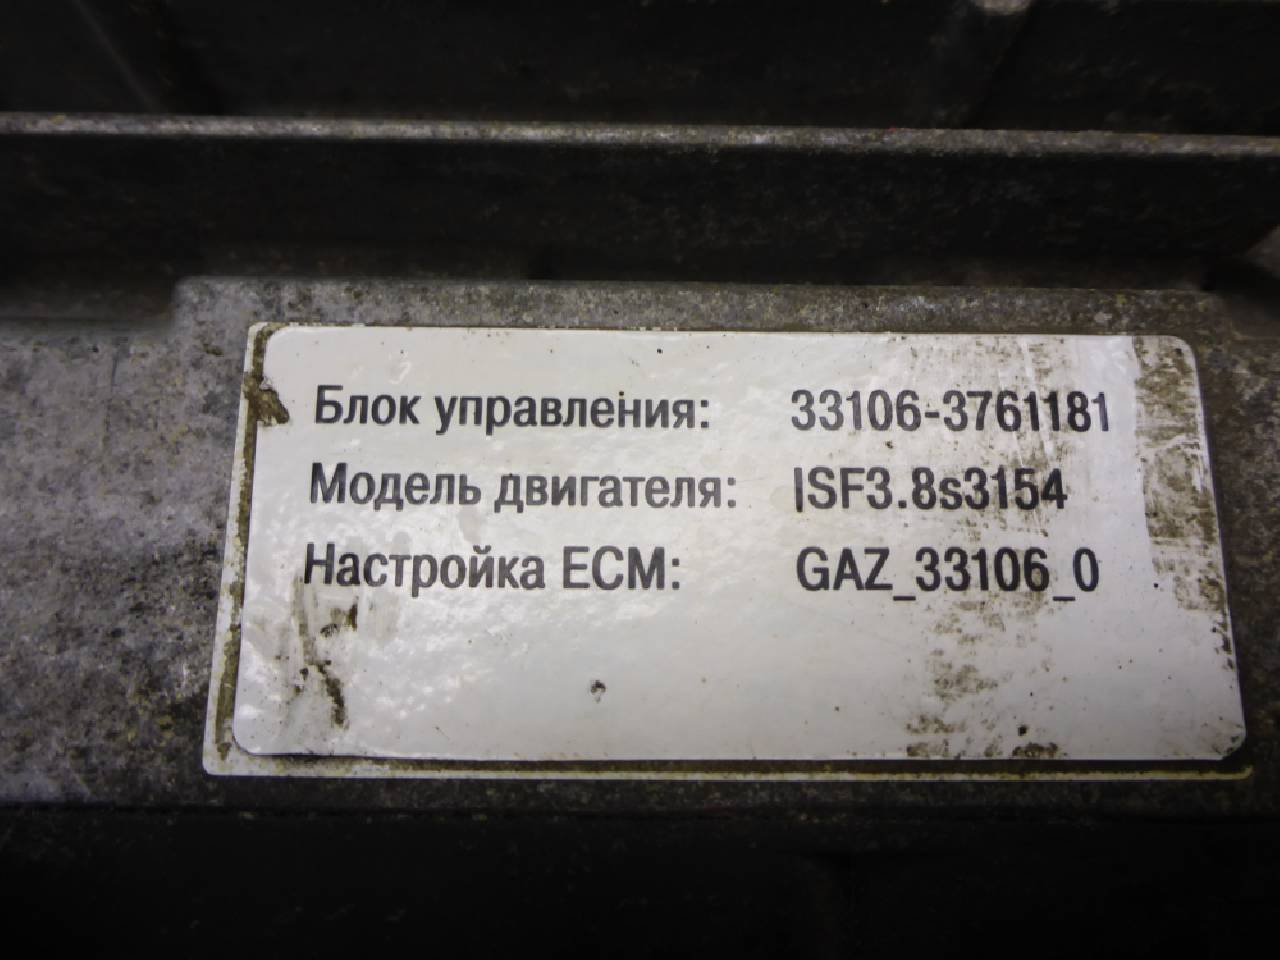 Блок управления: 33106-3761181
Модель двигателя: ISF3.8s3154
Настройка ECM: GAZ_33106_0